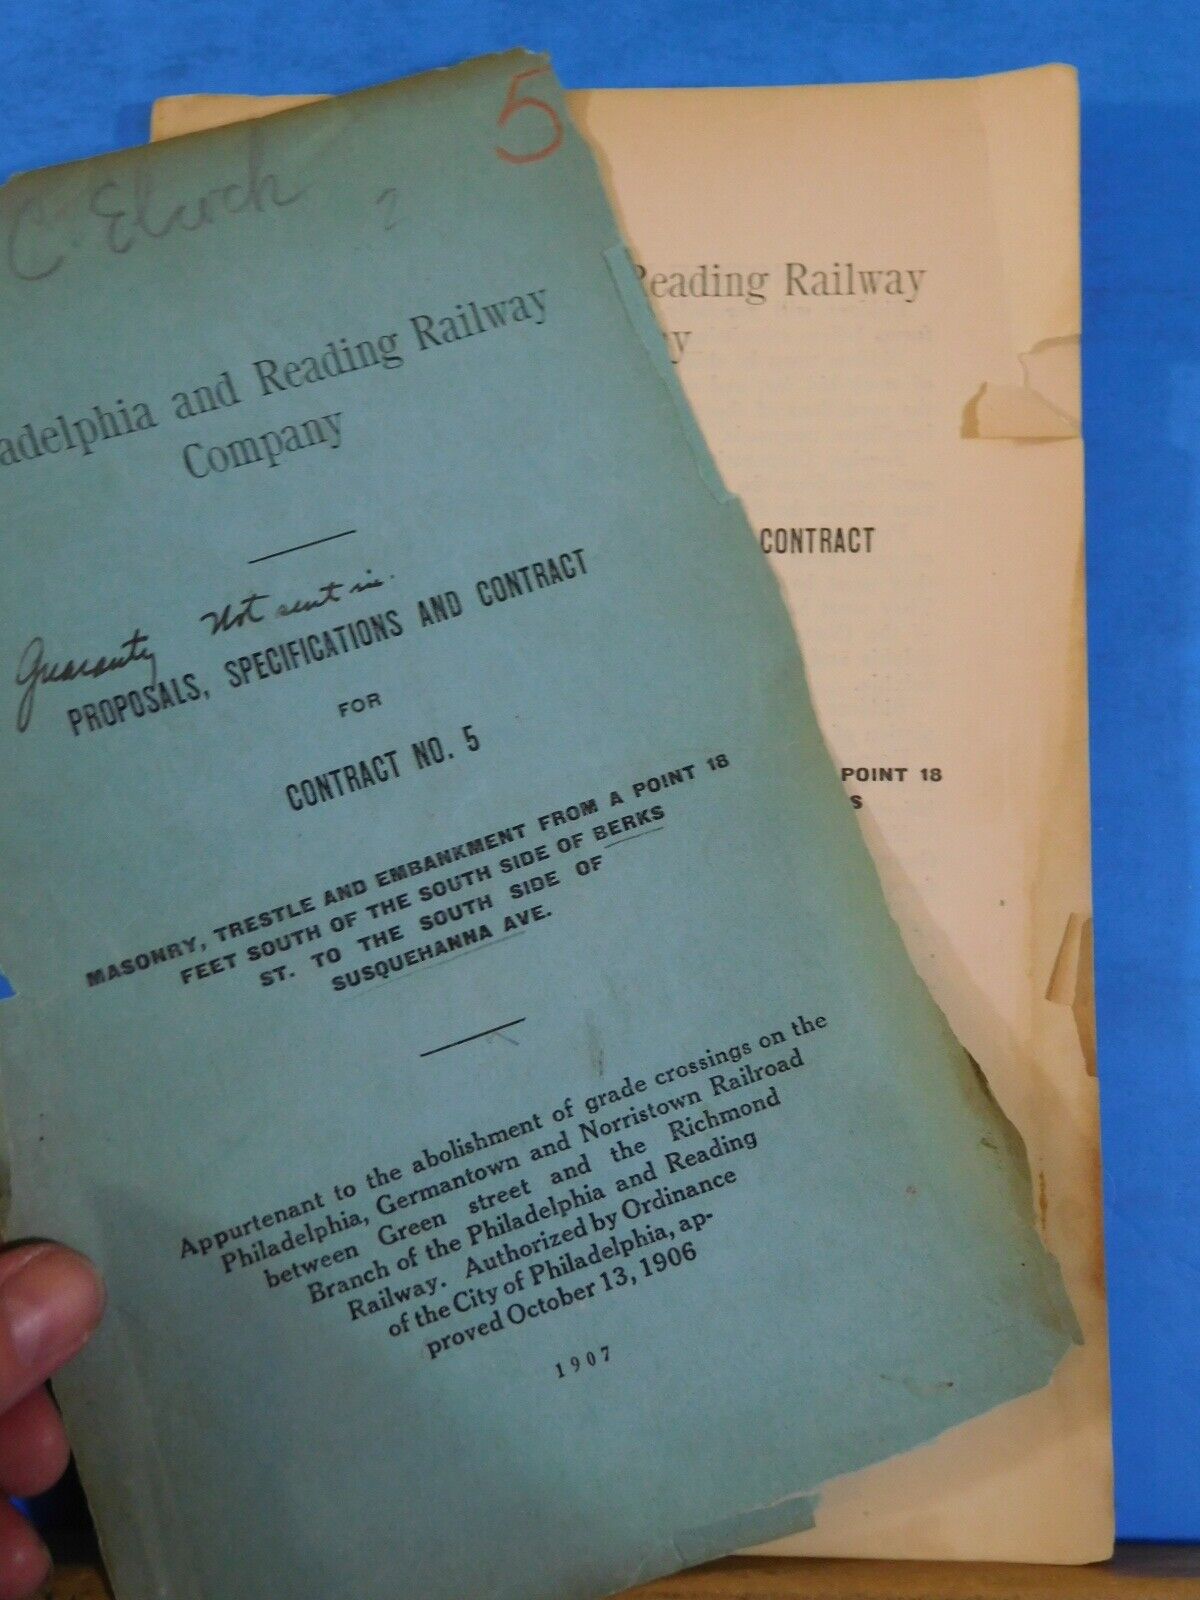 5
C.
2
adelphia and Reading Railway
Company
Guaranty Not sent in.
PROPOSALS, SPECIFICATIONS AND CONTRACT
FOR
CONTRACT NO. 5
MASONRY, TRESTLE AND EMBANKMENT FROM A POINT 18
FEET SOUTH OF THE SOUTH SIDE OF BERKS
ST. TO THE SOUTH SIDE OF
SUSQUEHANNA AVE.
Appurtenant to the abolishment of grade crossings on the
Philadelphia, Germantown and Norristown Railroad
between Green street and the Richmond
Branch of the Philadelphia and Reading
Railway. Authorized by Ordinance
of the City of Philadelphia, ap-
proved October 13, 1906
1907
Reading Railway
y
CONTRACT
POINT 18
S